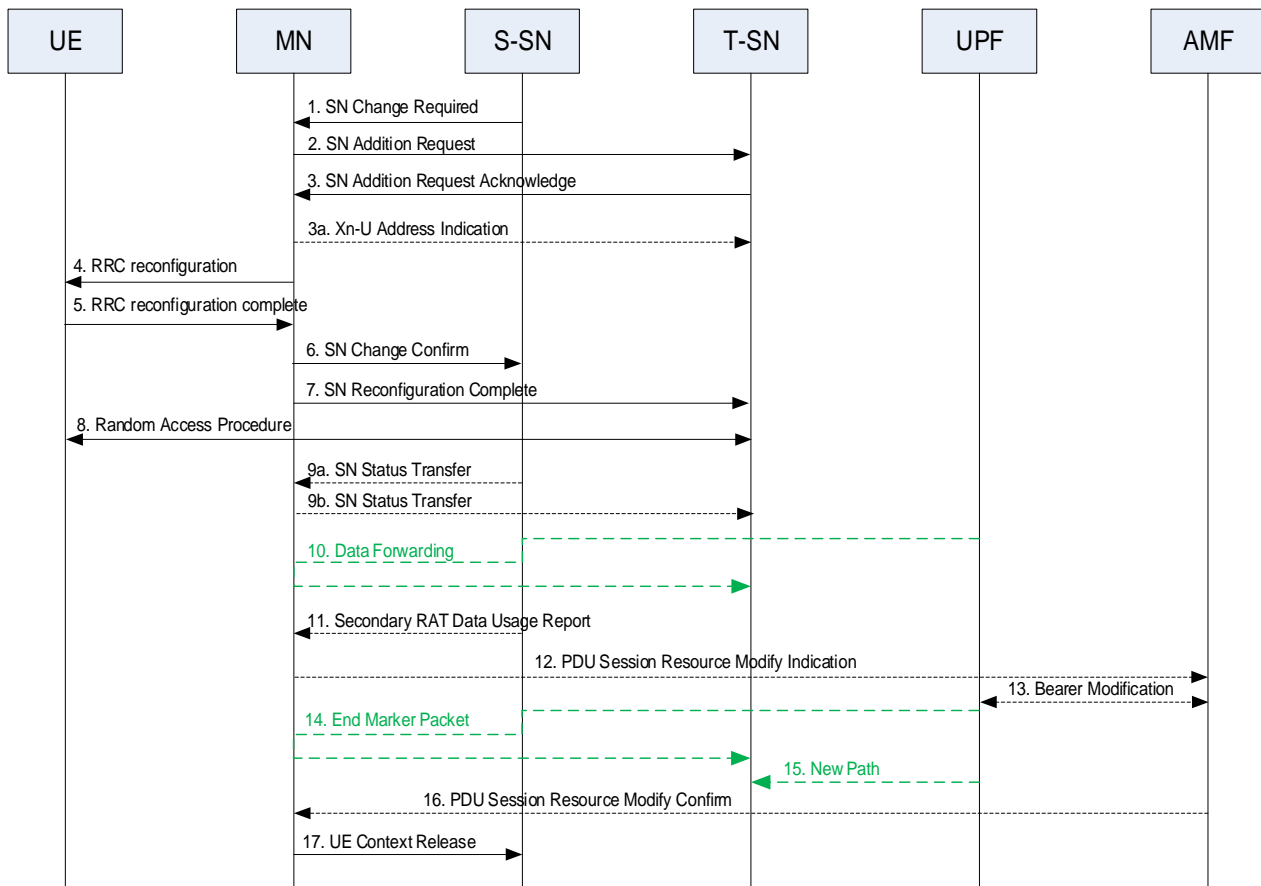 UE
MN
S-SN
T-SN
UPF
AMF
1. SN Change Required
2. SN Addition Request
3. SN Addition Request Acknowledge
3a. Xn-U Address Indication
4. RRC reconfiguration
5. RRC reconfiguration complete
6. SN Change Confirm
7. SN Reconfiguration Complete
8. Random Access Procedure
9a. SN Status Transfer
9b. SN Status Transfer
10. Data Forwarding
11. Secondary RAT Data Usage Report
12. PDU Session Resource Modify Indication
13. Bearer Modification
14. End Marker Packet
15. New Path
16. PDU Session Resource Modify Confirm
17. UE Context Release